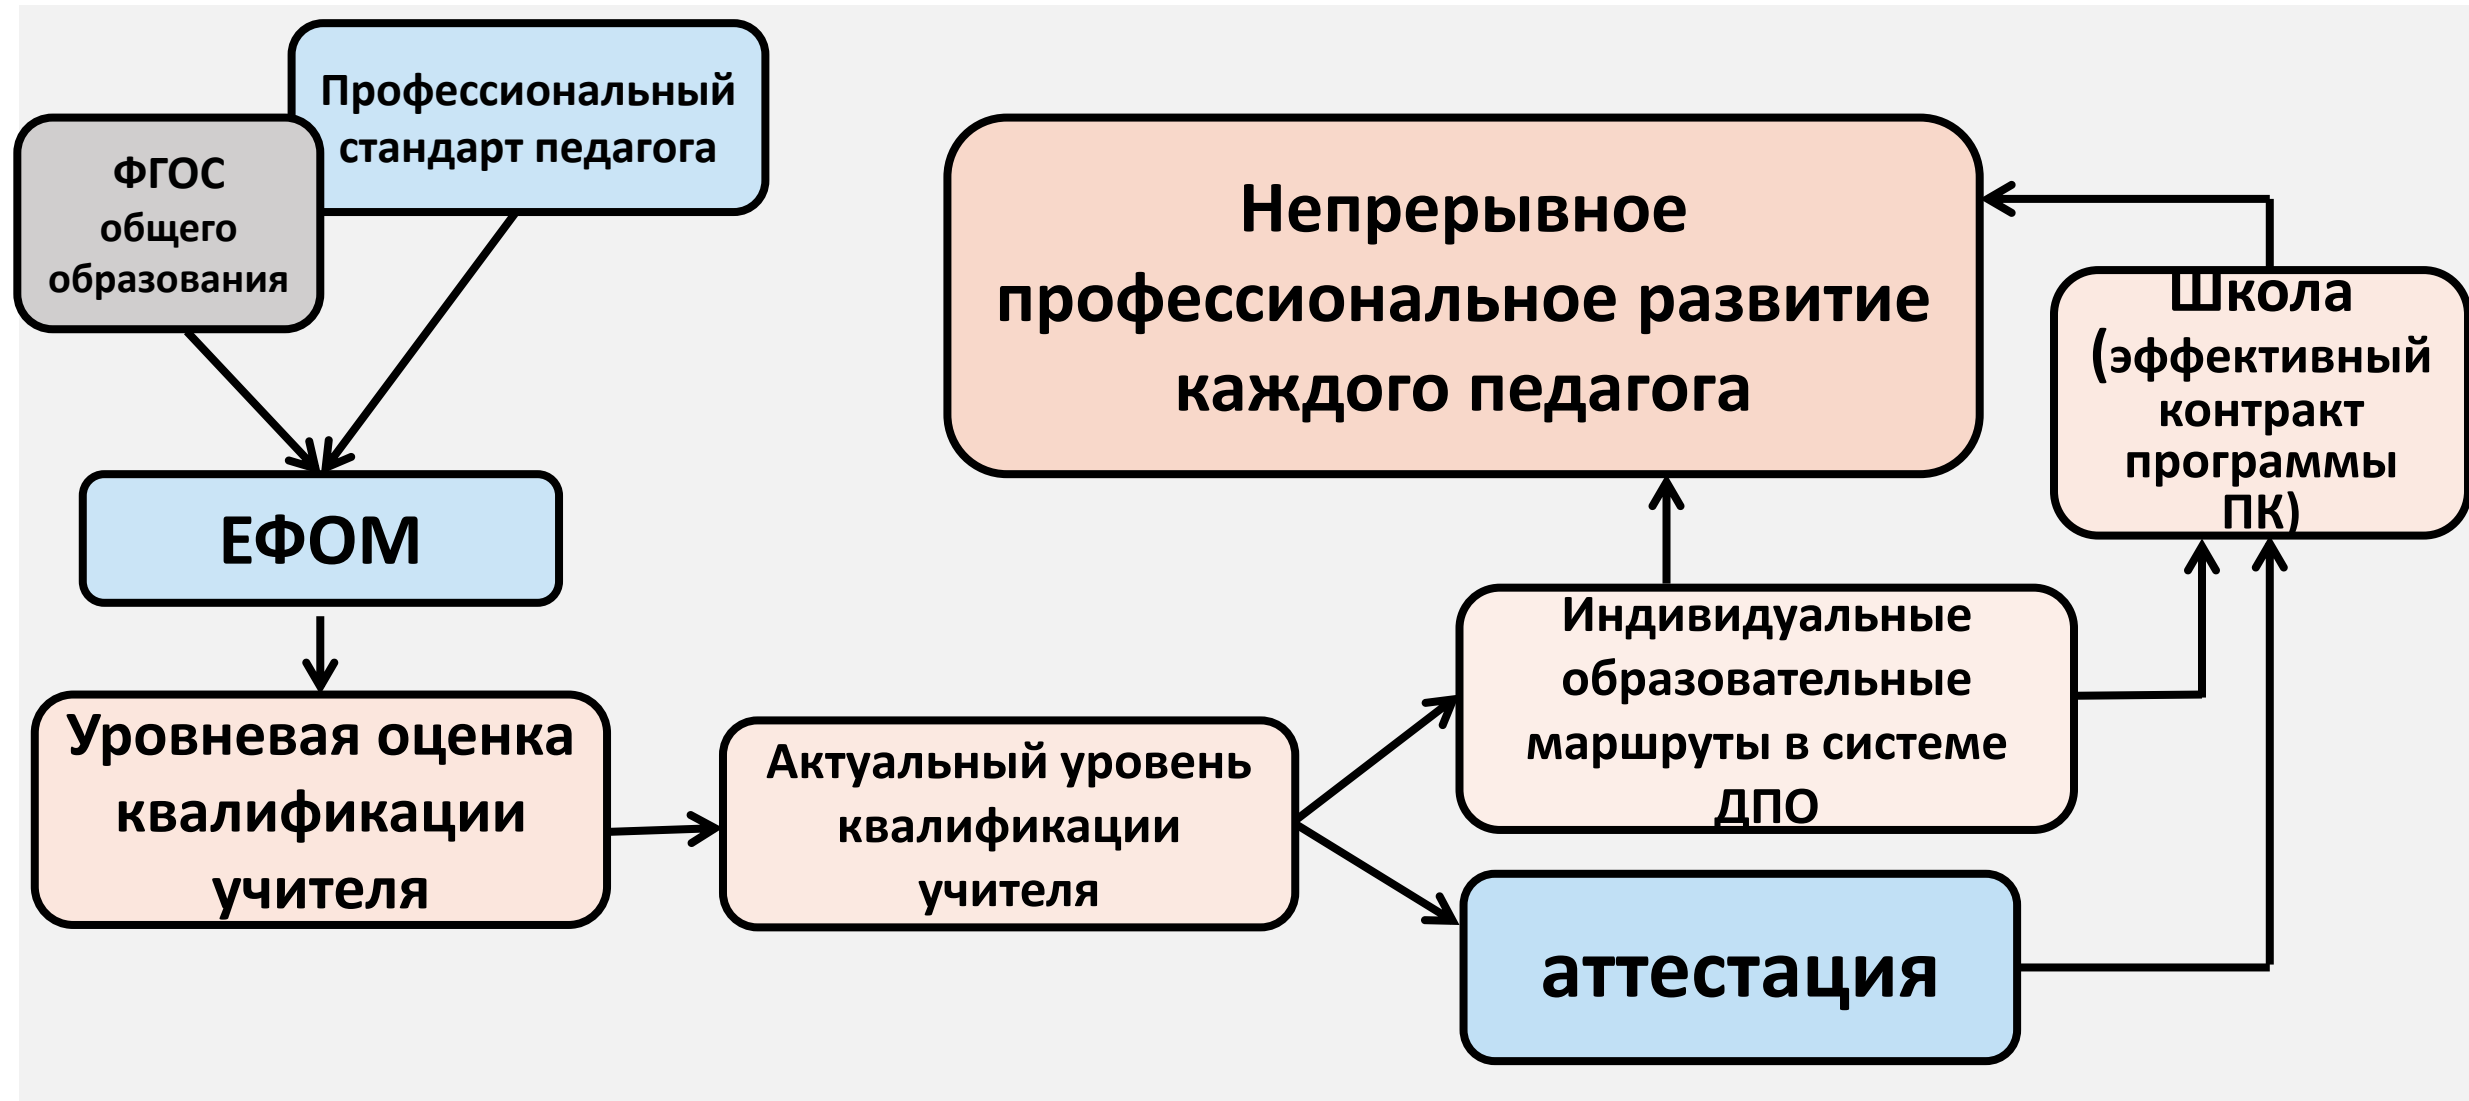 Профессиональный
стандарт педагога
ФГОС
общего
образования
ЕФОМ
Уровневая оценка
квалификации
учителя
Актуальный уровень
квалификации
учителя
Индивидуальные
образовательные
маршруты в системе
ДПО
аттестация
Непрерывное
профессиональное развитие
каждого педагога
Школа
(эффективный
контракт
программы
ПК)